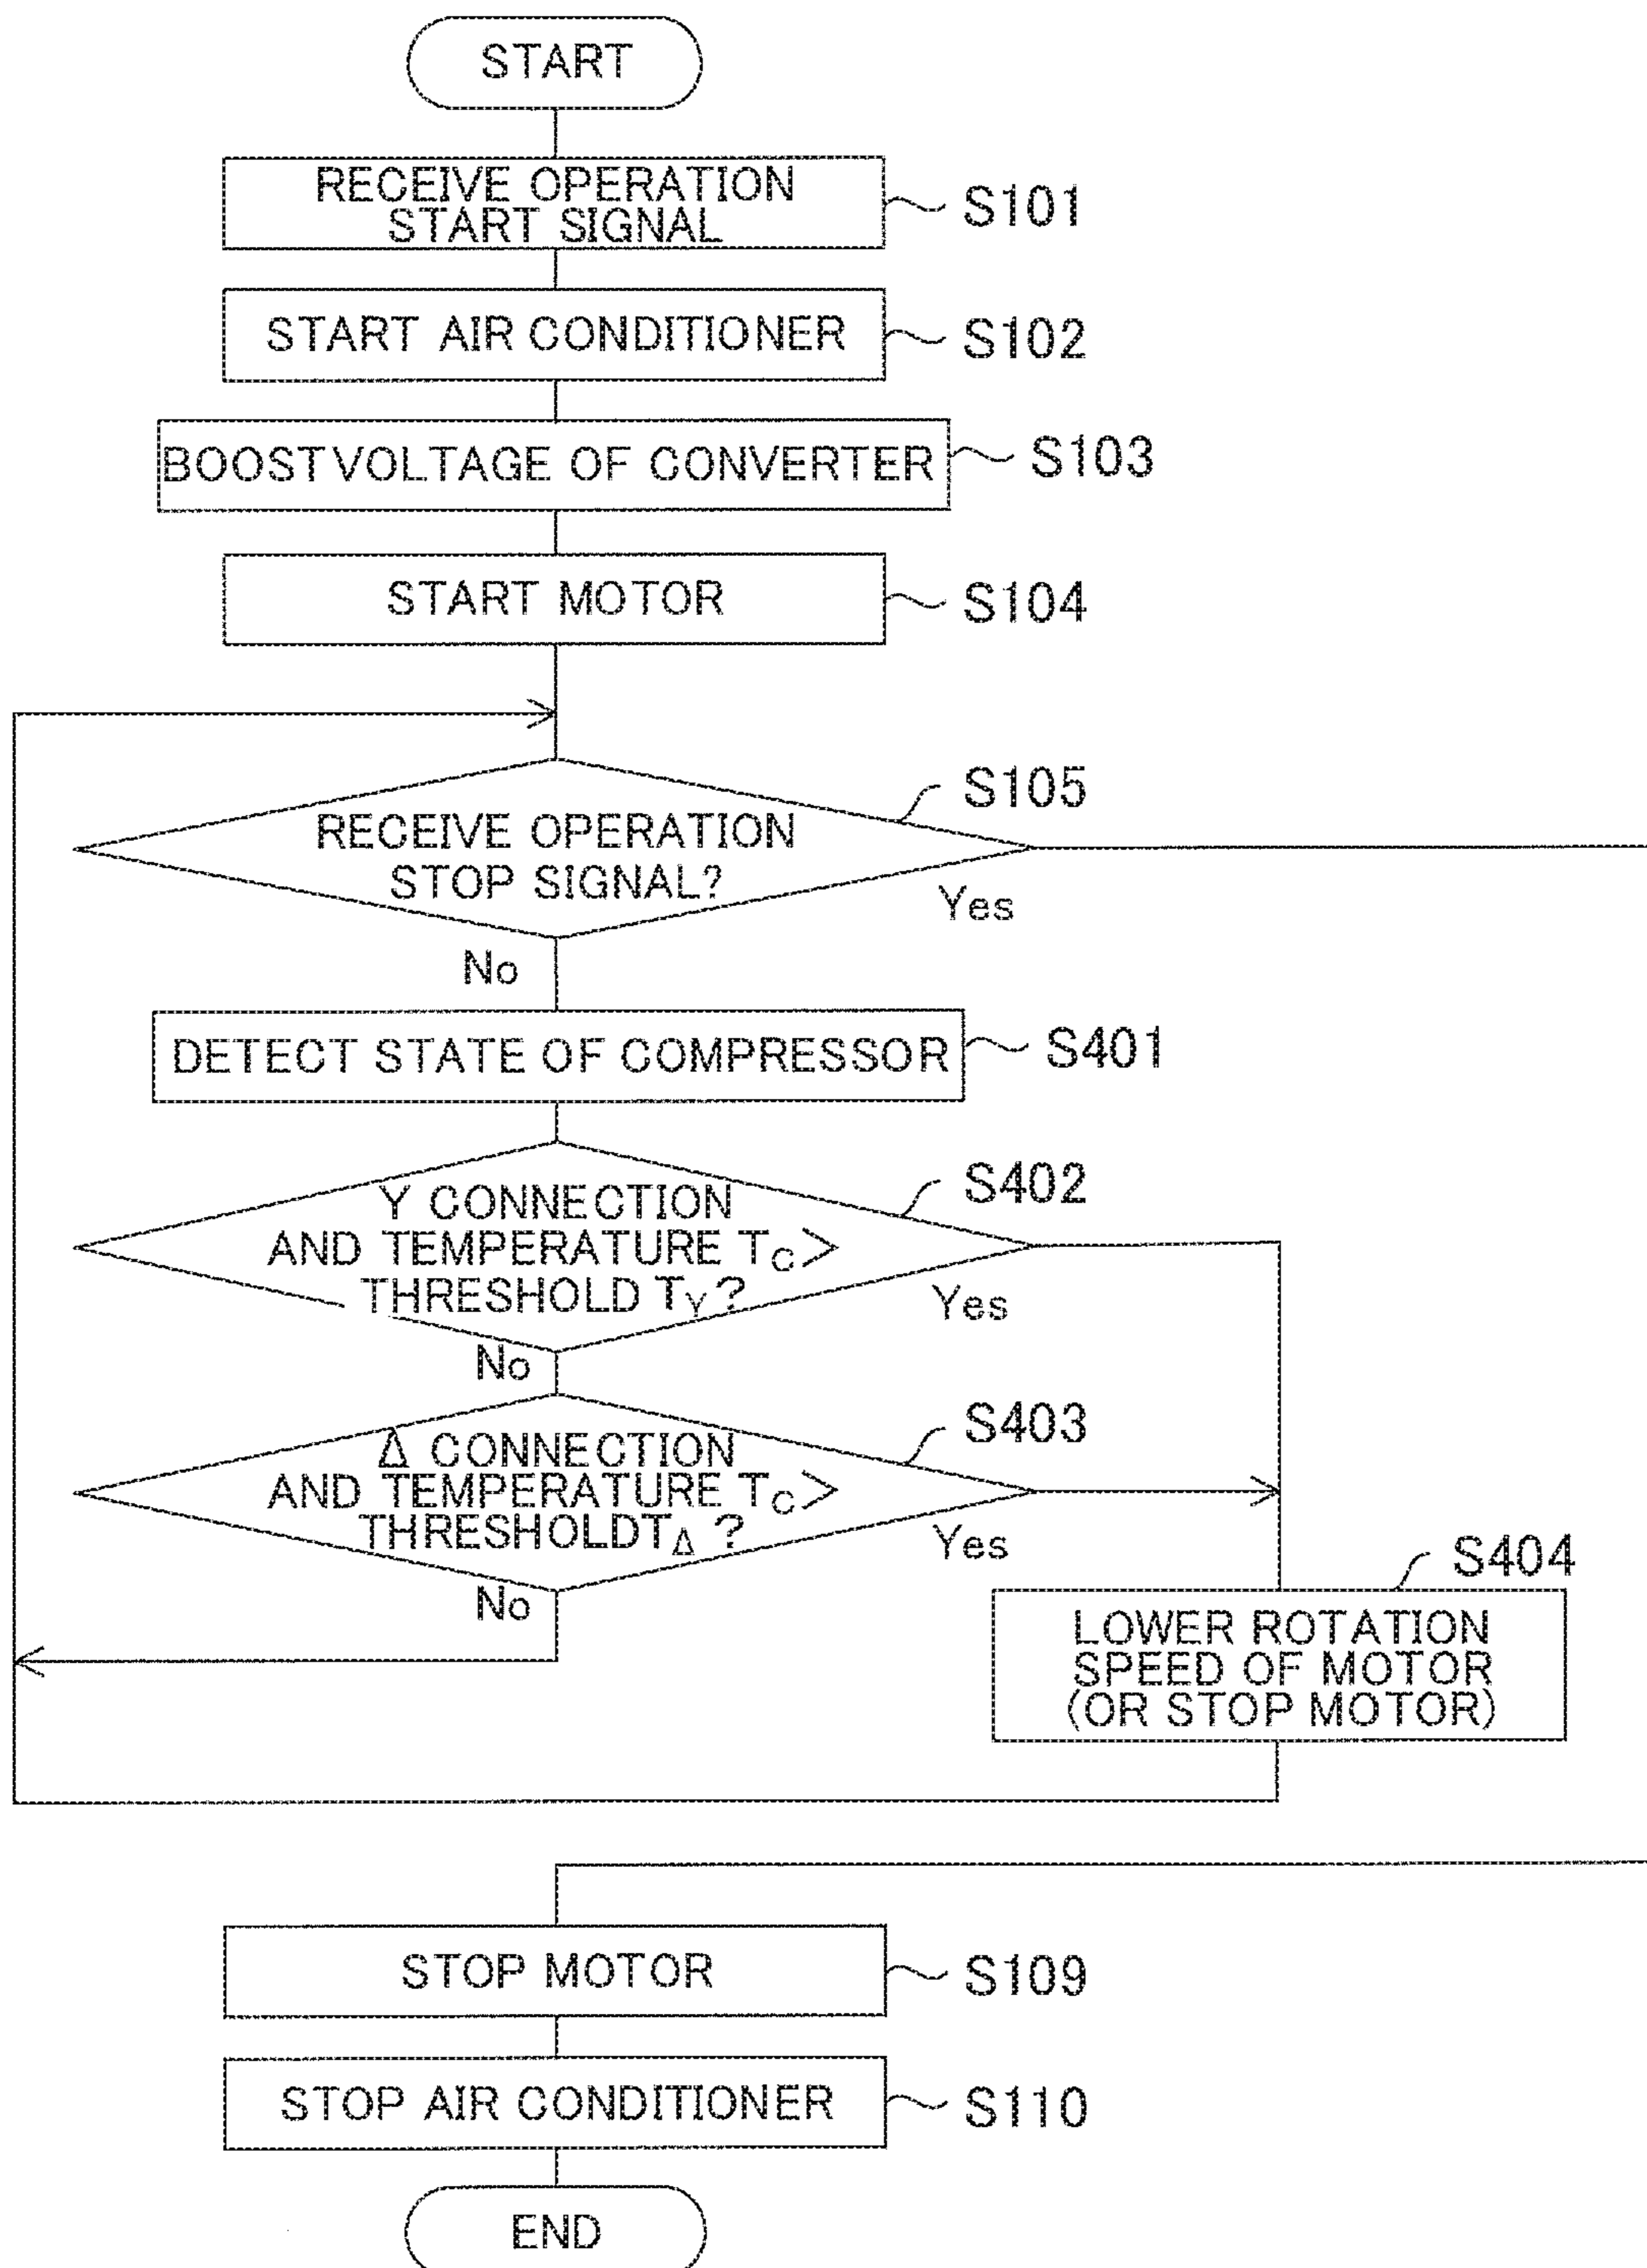 START
RECEIVE OPERATION
START SIGNAL
S101
START AIR CONDITIONER
S102
BOOST VOLTAGE OF CONVERTER
S103
START MOTOR
S104
S105
RECEIVE OPERATION
STOP SIGNAL?
Yes
No
DETECT STATE OF COMPRESSOR
S401
S402
Y CONNECTION
AND TEMPERATURE TC>
THRESHOLD TY?
Yes
No
S403
Δ CONNECTION
AND TEMPERATURE TC>
THRESHOLDTΔ ?
Yes
No
S404
LOWER ROTATION
SPEED OF MOTOR
(OR STOP MOTOR)
STOP MOTOR
S109
STOP AIR CONDITIONER
S110
END